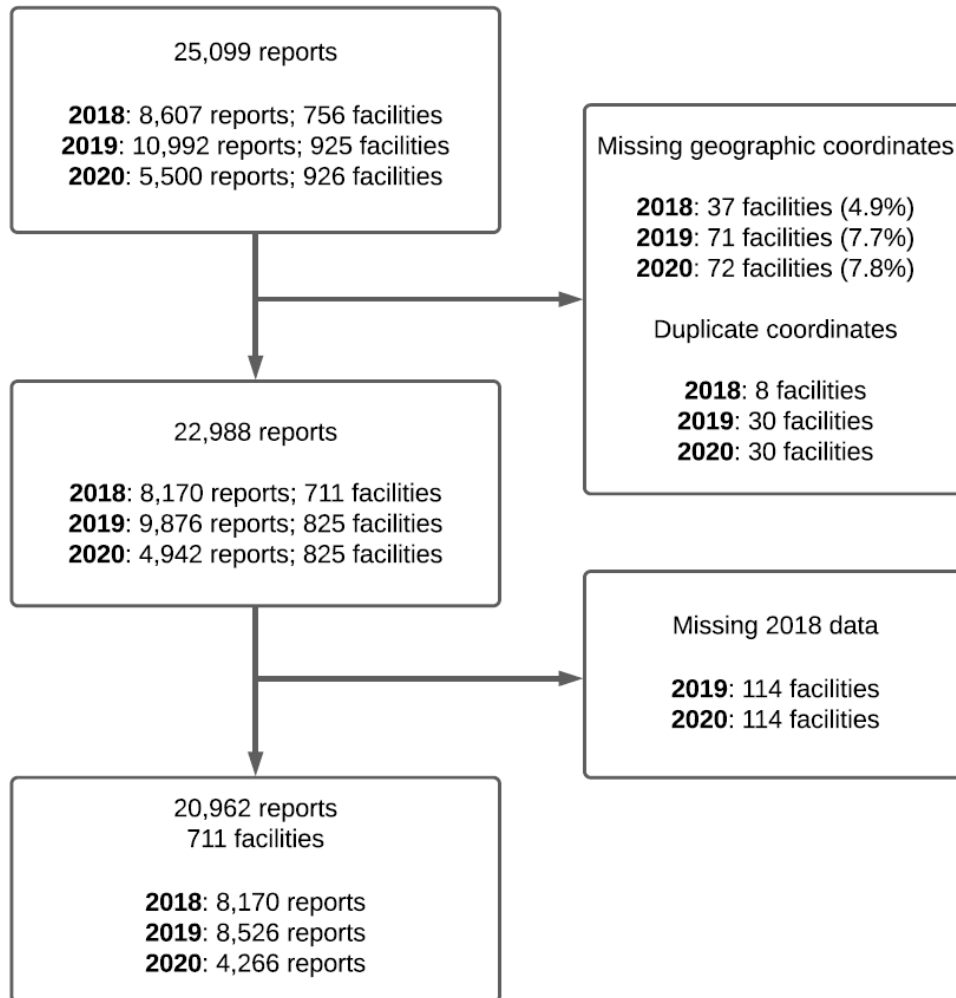 25,099 reports
2018: 8,607 reports; 756 facilities
2019: 10,992 reports; 925 facilities
2020: 5,500 reports; 926 facilities
Missing geographic coordinates
2018: 37 facilities (4.9%)
2019: 71 facilities (7.7%)
2020: 72 facilities (7.8%)
Duplicate coordinates
2018: 8 facilities
2019: 30 facilities
2020: 30 facilities
22,988 reports
2018: 8,170 reports; 711 facilities
2019: 9,876 reports; 825 facilities
2020: 4,942 reports; 825 facilities
Missing 2018 data
2019: 114 facilities
2020: 114 facilities
20,962 reports
711 facilities
2018: 8,170 reports
2019: 8,526 reports
2020: 4,266 reports